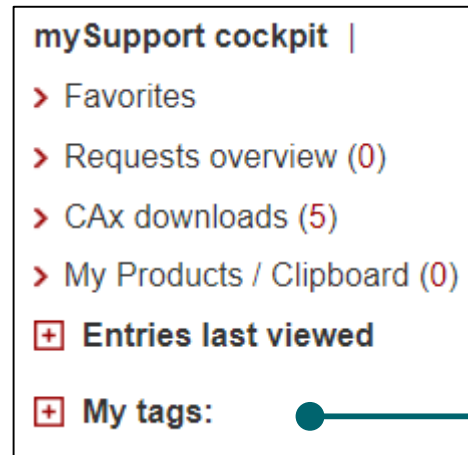 mySupport cockpit |
> Favorites
> Requests overview (0)
> CAx downloads (5)
> My Products / Clipboard (0)
+ Entries last viewed
+ My tags: